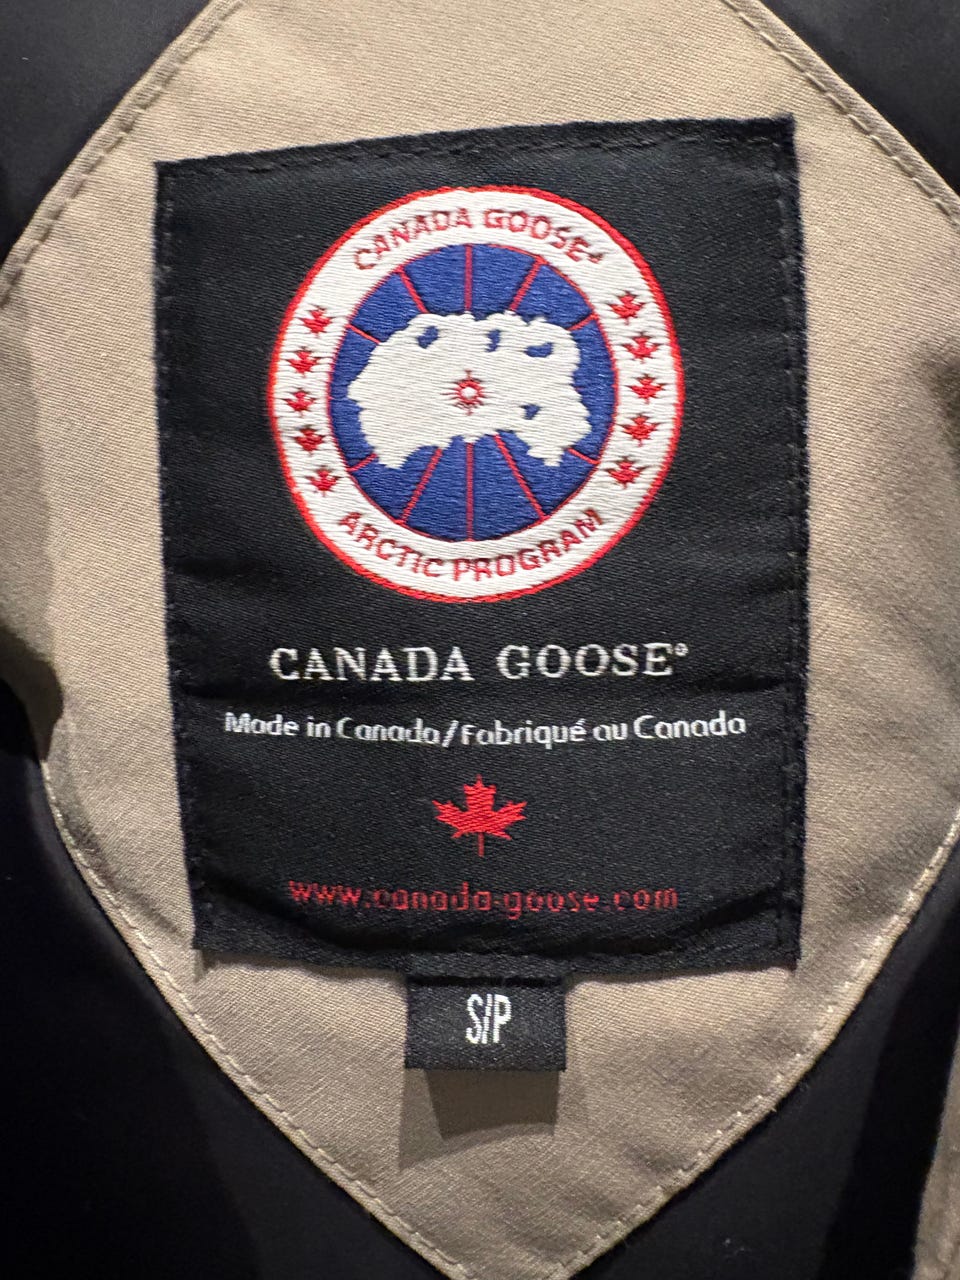 CANADA GOOSE®
ARCTIC PROGRAM
CANADA GOOSE®
Made in Canada/Fabriqué au Canada
www.canada-goose.com
S/P